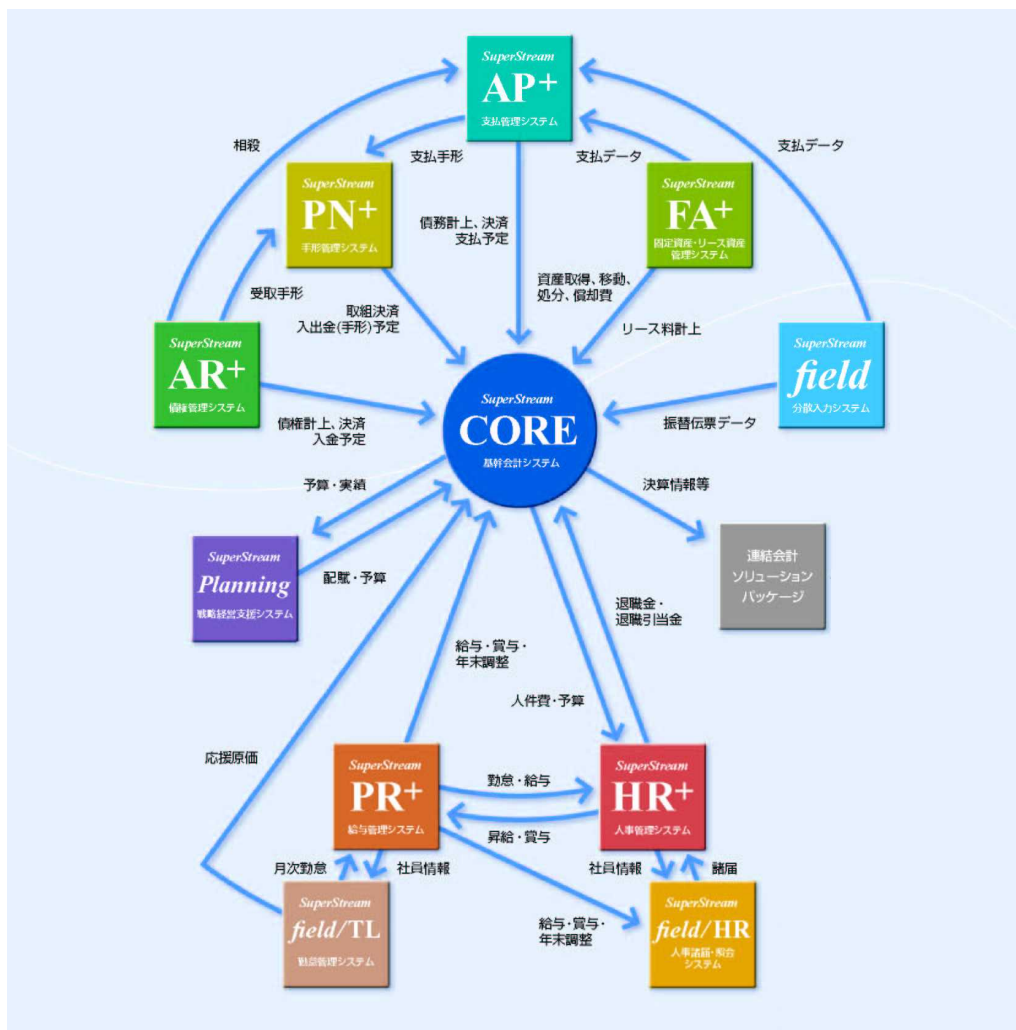 SuperStream
AP+
支払管理システム
相殺
支払手形
支払データ
支払データ
SuperStream
PN+
手形管理システム
債務計上、決済
支払予定
SuperStream
FA+
固定資産・リース資産
管理システム
受取手形
取組決済
入出金(手形)予定
資産取得、移動、
処分、償却費
リース料計上
SuperStream
AR+
債権管理システム
SuperStream
field
分散入力システム
SuperStream
CORE
基幹会計システム
債権計上、決済
入金予定
振替伝票データ
予算・実績
決算情報等
SuperStream
Planning
戦略経営支援システム
配賦・予算
連結会計
ソリューション
パッケージ
退職金・
退職引当金
給与・賞与・
年末調整
人件費・予算
応援原価
SuperStream
PR+
給与管理システム
勤怠・給与
昇給・賞与
SuperStream
HR+
人事管理システム
月次勤怠
社員情報
社員情報
諸届
SuperStream
field/TL
勤怠管理システム
給与・賞与・
年末調整
SuperStream
field/HR
人事諸届・照会
システム